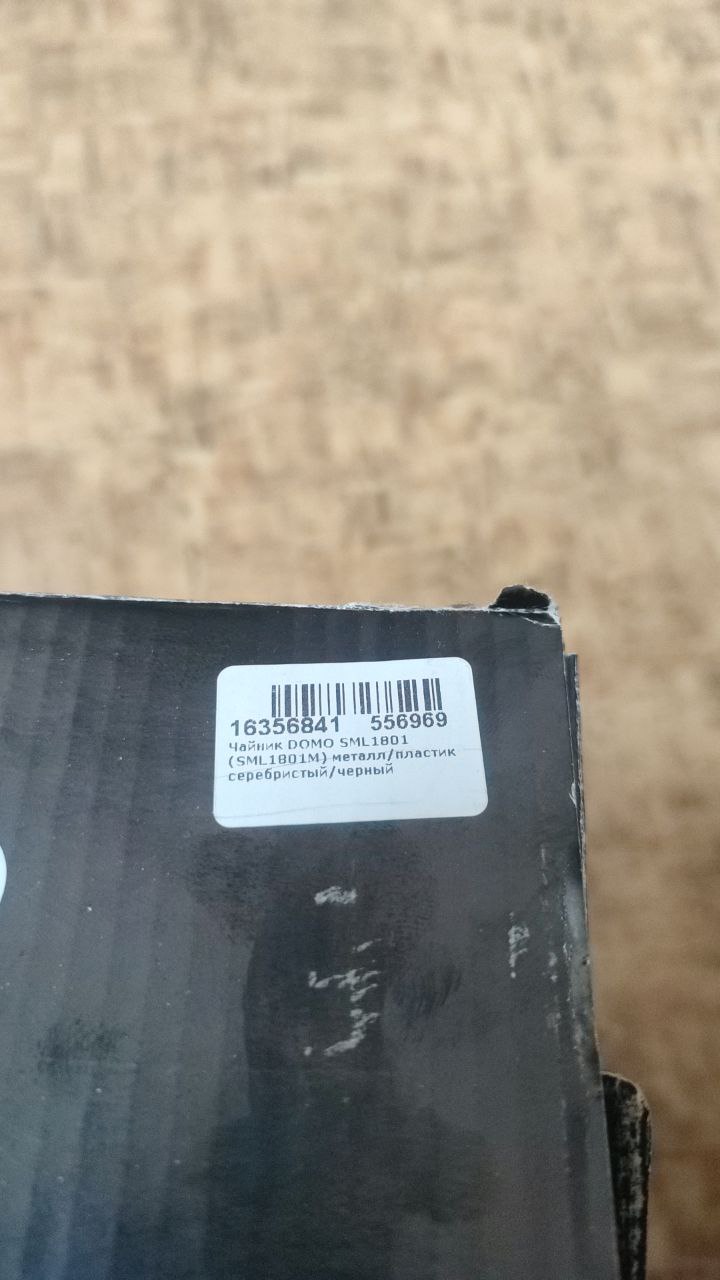 16356841 556969
Чайник DOMO SML1801
(SML1801M) металл/пластик
серебристый/черный